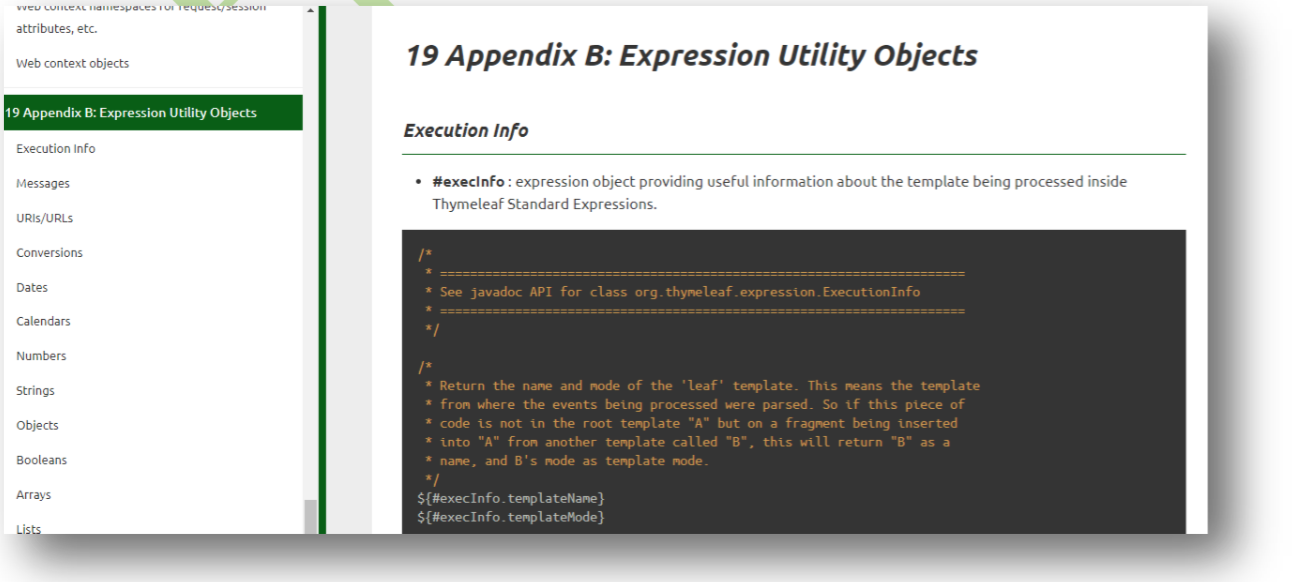 Web context namespaces for request/session
attributes, etc.
Web context objects
19 Appendix B: Expression Utility Objects
Execution Info
Messages
URIs/URLs
Conversions
Dates
Calendars
Numbers
Strings
Objects
Booleans
Arrays
Lists
19 Appendix B: Expression Utility Objects
Execution Info
• #execInfo : expression object providing useful information about the template being processed inside
Thymeleaf Standard Expressions.
/*
* ======================================================================
* See javadoc API for class org.thymeleaf.expression.ExecutionInfo
* ======================================================================
*/
/*
* Return the name and mode of the 'leaf' template. This means the template
* from where the events being processed were parsed. So if this piece of
* code is not in the root template "A" but on a fragment being inserted
* into "A" from another template called "B", this will return "B" as a
* name, and B's mode as template mode.
*/
${#execInfo.templateName}
${#execInfo.templateMode}